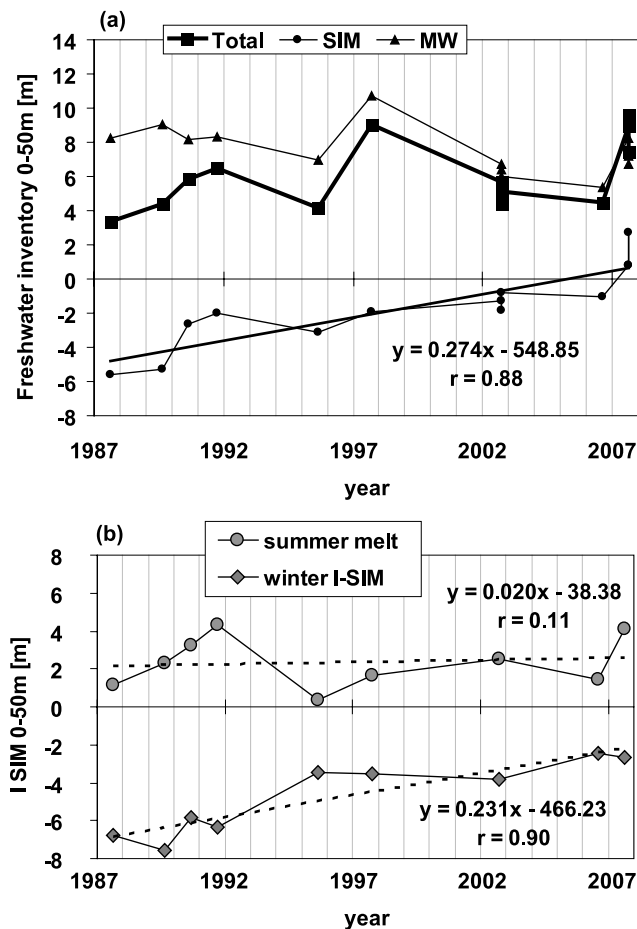 (a)
Total SIM MW
Freshwater inventory 0-50m [m]
14
12
10
8
6
4
2
0
-2
-4
-6
-8
y = 0.274x - 548.85
r = 0.88
1987 1992 1997 2002 2007
year
(b)
summer melt
winter I-SIM
I SIM 0-50m [m]
8
6
4
2
0
-2
-4
-6
-8
y = 0.020x - 38.38
r = 0.11
y = 0.231x - 466.23
r = 0.90
1987 1992 1997 2002 2007
year